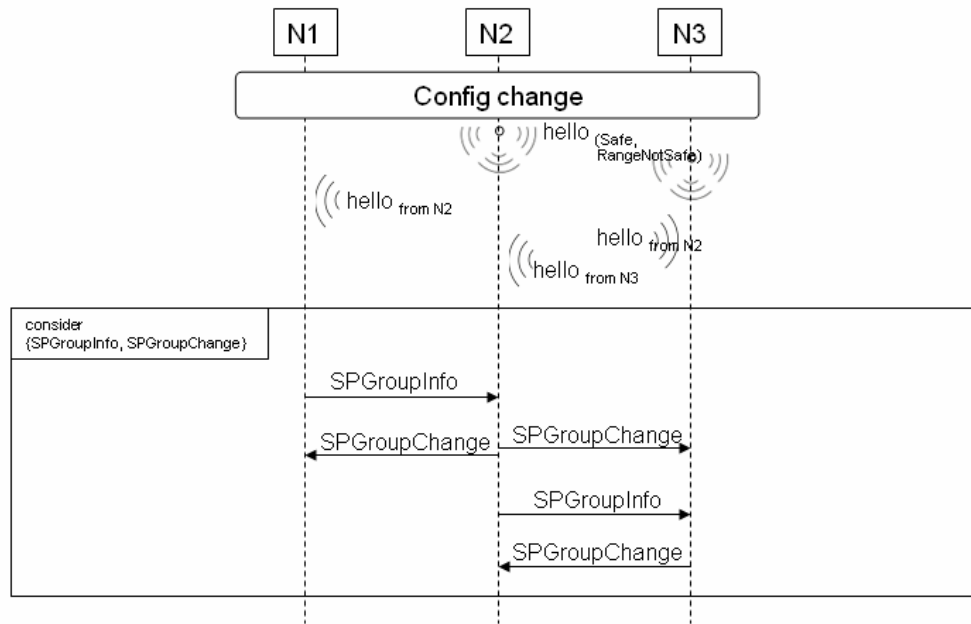 N1 N2 N3
Config change
hello (Safe,
RangeNotSafe)
hello from N2
hello from N2
hello from N3
consider
{SPGroupInfo, SPGroupChange}
SPGroupInfo
SPGroupChange SPGroupChange
SPGroupInfo
SPGroupChange